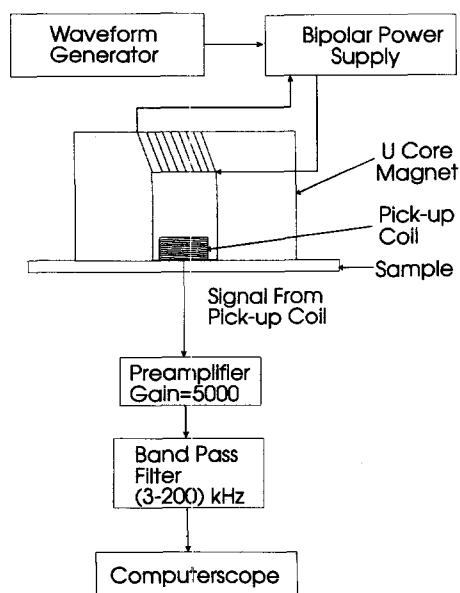 Waveform
Generator
Bipolar Power
Supply
U Core
Magnet
Pick-up
Coil
Sample
Signal From
Pick-up Coil
Preamplifier
Gain=5000
Band Pass
Filter
(3-200) kHz
Computerscope